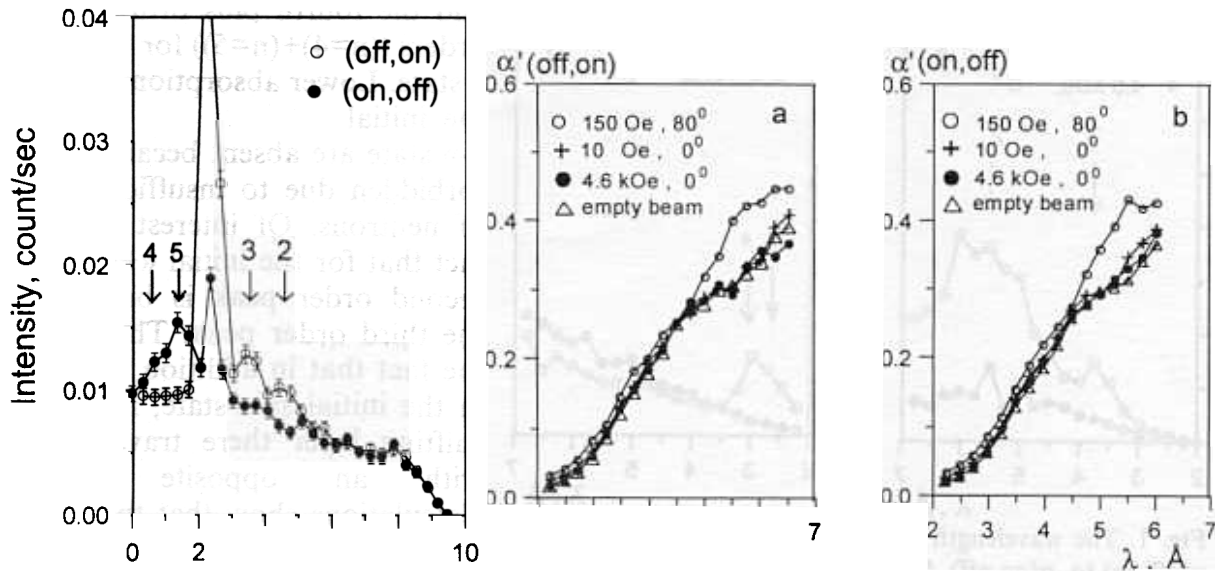 0.04
0.03
0.02
0.01
0.00
Intensity, count/sec
(off,on)
(on,off)
4
5
3
2
0
2
10
α'(off,on)
0.6
0.4
0.2
0.0
a
150 Oe , 80⁰
10 Oe , 0⁰
4.6 kOe , 0⁰
empty beam
7
α'(on,off)
0.6
0.4
0.2
0.0
b
150 Oe , 80⁰
10 Oe , 0⁰
4.6 kOe , 0⁰
empty beam
2
3
4
5
6
7
λ , Å